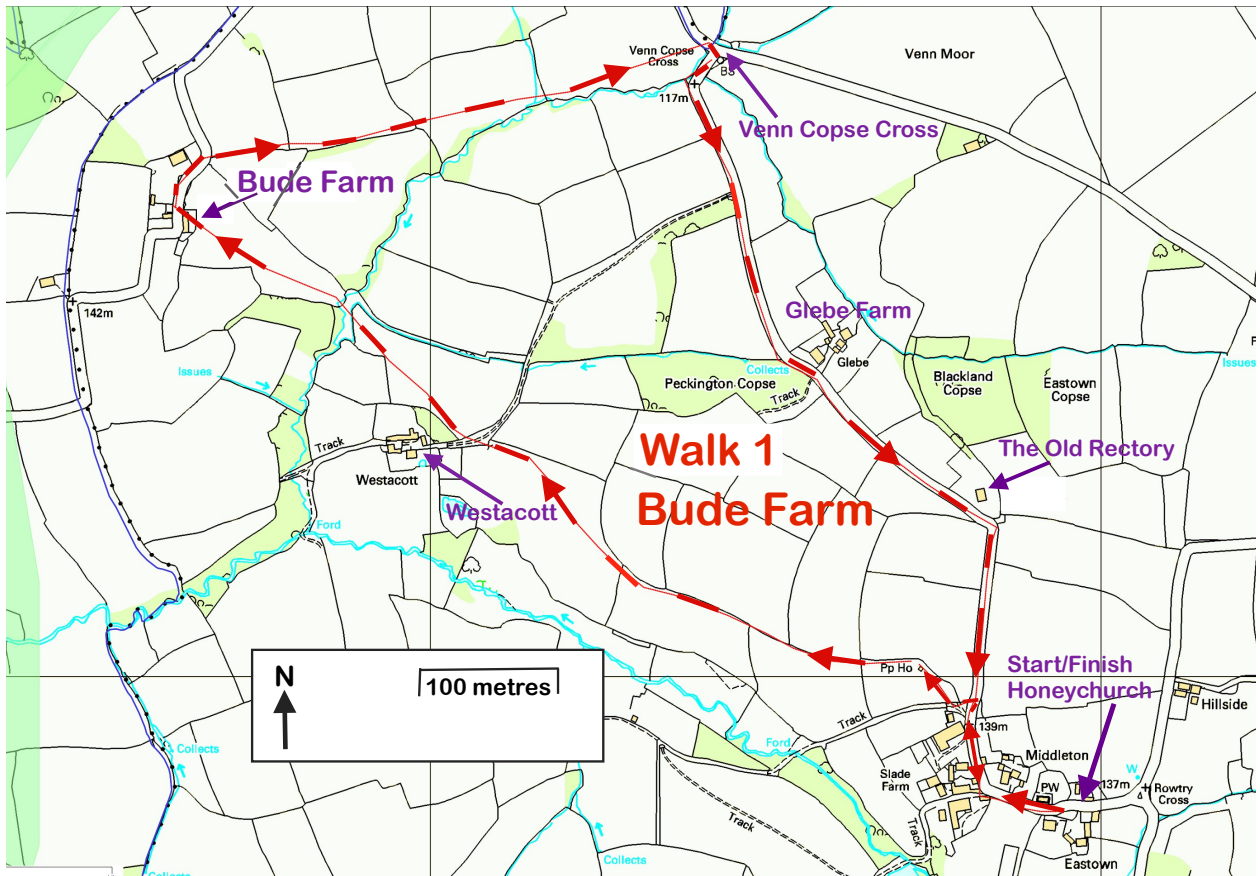 Venn Copse
Cross
Venn Moor
BS
117m
Venn Copse Cross
Bude Farm
142m
Glebe Farm
Glebe
Issues
Collects
Peckington Copse
Track
Blackland
Copse
Eastown
Copse
Issues
Track
Westacott
Westacott
Walk 1
Bude Farm
The Old Rectory
Ford
N
100 metres
Pp Ho
Start/Finish
Honeychurch
Hillside
Track
139m
Collects
Ford
Middleton
Slade
Farm
PW
137m
W
Rowtry
Cross
Track
Track
Eastown
Collects
Collects